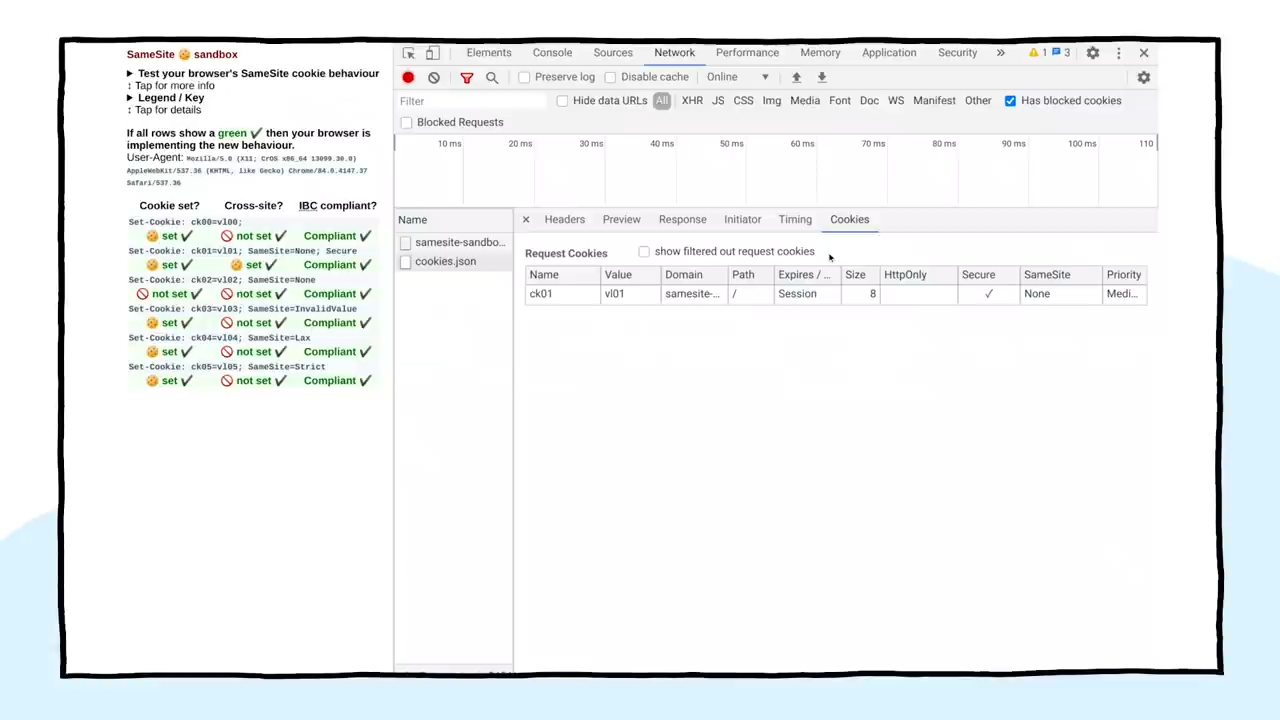 SameSite 🍪 sandbox
▶ Test your browser's SameSite cookie behaviour
↕ Tap for more info
▶ Legend / Key
↕ Tap for details
If all rows show a green ✔ then your browser is
implementing the new behaviour.
User-Agent: Mozilla/5.0 (X11; CrOS x86_64 13099.30.0)
AppleWebKit/537.36 (KHTML, like Gecko) Chrome/84.0.4147.37
Safari/537.36
Cookie set? Cross-site? IBC compliant?
Set-Cookie: ck00=vl00;
🍪 set ✔ 🚫 not set ✔ Compliant ✔
Set-Cookie: ck01=vl01; SameSite=None; Secure
🍪 set ✔ 🍪 set ✔ Compliant ✔
Set-Cookie: ck02=vl02; SameSite=None
🚫 not set ✔ 🚫 not set ✔ Compliant ✔
Set-Cookie: ck03=vl03; SameSite=InvalidValue
🍪 set ✔ 🚫 not set ✔ Compliant ✔
Set-Cookie: ck04=vl04; SameSite=Lax
🍪 set ✔ 🚫 not set ✔ Compliant ✔
Set-Cookie: ck05=vl05; SameSite=Strict
🍪 set ✔ 🚫 not set ✔ Compliant ✔
Elements Console Sources Network Performance Memory Application Security » 1 3
Preserve log Disable cache Online
Filter Hide data URLs All XHR JS CSS Img Media Font Doc WS Manifest Other Has blocked cookies
Blocked Requests
10 ms 20 ms 30 ms 40 ms 50 ms 60 ms 70 ms 80 ms 90 ms 100 ms 110
Name
samesite-sandbo...
cookies.json
× Headers Preview Response Initiator Timing Cookies
Request Cookies show filtered out request cookies
Name Value Domain Path Expires / ... Size HttpOnly Secure SameSite Priority
ck01 vl01 samesite-... / Session 8 ✓ None Medi...